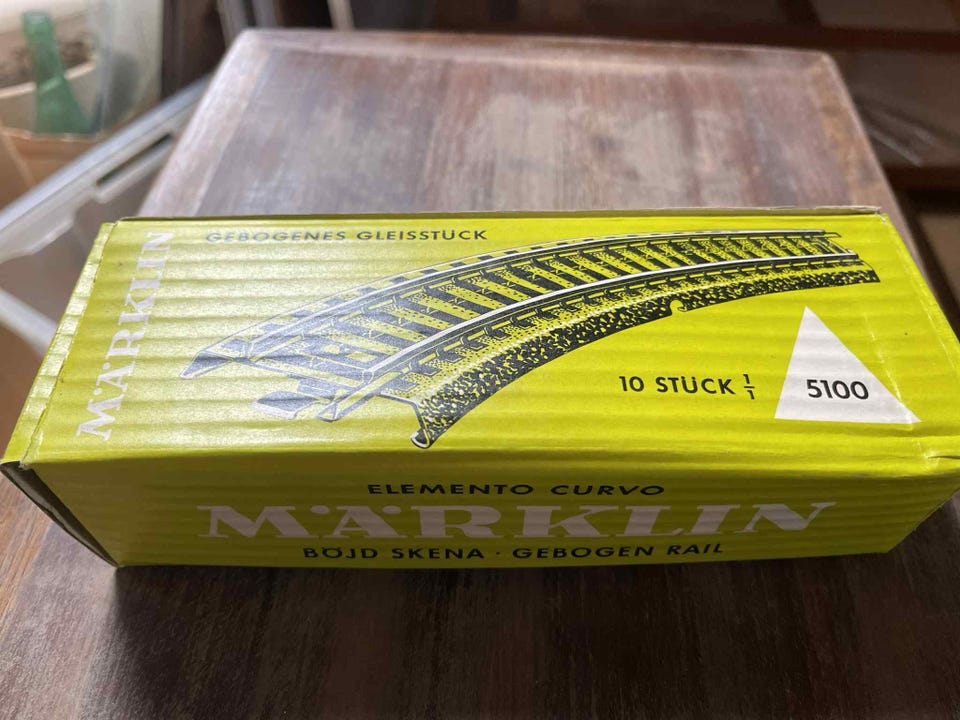 MÄRKLIN
GEBOGENES GLEISSTÜCK
10 STÜCK 1/1
5100
ELEMENTO CURVO
MÄRKLIN
BÖJD SKENA · GEBOGEN RAIL